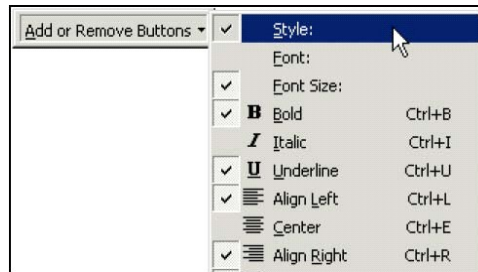 Add or Remove Buttons
Style:
Font:
Font Size:
B Bold Ctrl+B
I Italic Ctrl+I
U Underline Ctrl+U
Align Left Ctrl+L
Center Ctrl+E
Align Right Ctrl+R